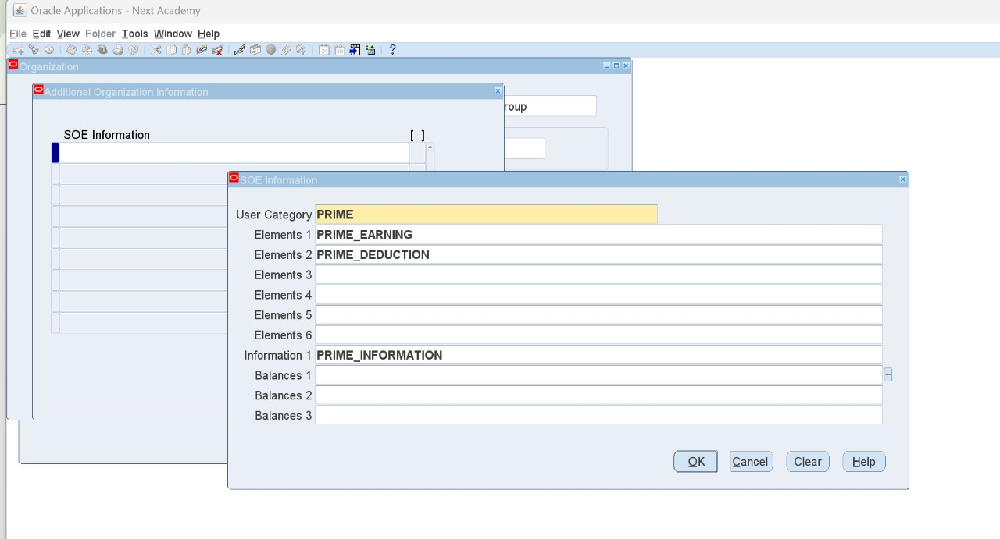 Oracle Applications - Next Academy
File Edit View Folder Tools Window Help
Organization
Additional Organization Information
roup
SOE Information
[ ]
SOE Information
User Category PRIME
Elements 1 PRIME_EARNING
Elements 2 PRIME_DEDUCTION
Elements 3
Elements 4
Elements 5
Elements 6
Information 1 PRIME_INFORMATION
Balances 1
Balances 2
Balances 3
OK Cancel Clear Help